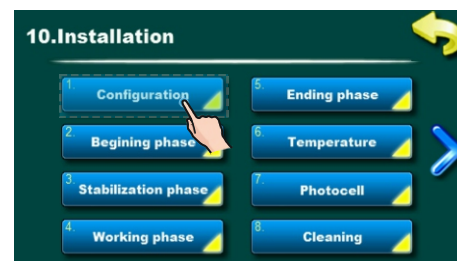 10.Installation
1. Configuration
2. Begining phase
3. Stabilization phase
4. Working phase
5. Ending phase
6. Temperature
7. Photocell
8. Cleaning